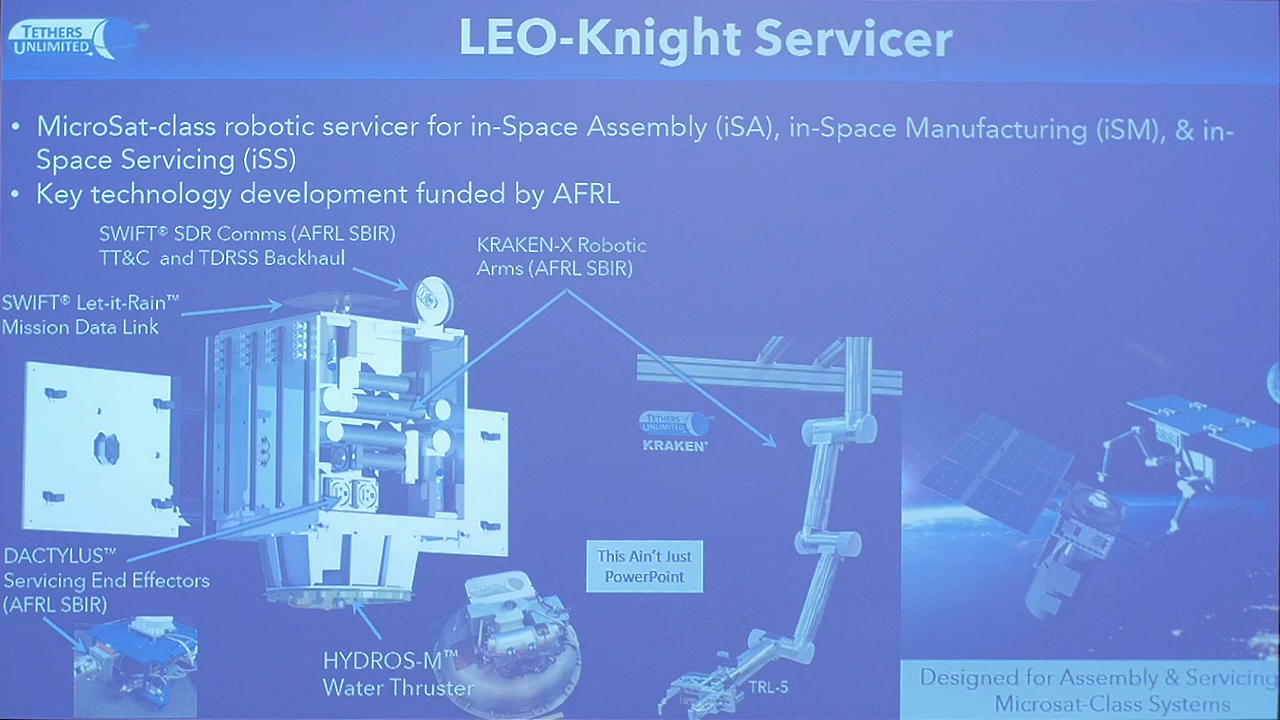 TETHERS
UNLIMITED
LEO-Knight Servicer
• MicroSat-class robotic servicer for in-Space Assembly (iSA), in-Space Manufacturing (iSM), & in-
Space Servicing (iSS)
• Key technology development funded by AFRL
SWIFT® SDR Comms (AFRL SBIR)
TT&C and TDRSS Backhaul
KRAKEN-X Robotic
Arms (AFRL SBIR)
SWIFT® Let-it-Rain™
Mission Data Link
TETHERS
UNLIMITED
KRAKEN®
DACTYLUS™
Servicing End Effectors
(AFRL SBIR)
This Ain't Just
PowerPoint
HYDROS-M™
Water Thruster
TRL-5
Designed for Assembly & Servicing
Microsat-Class Systems